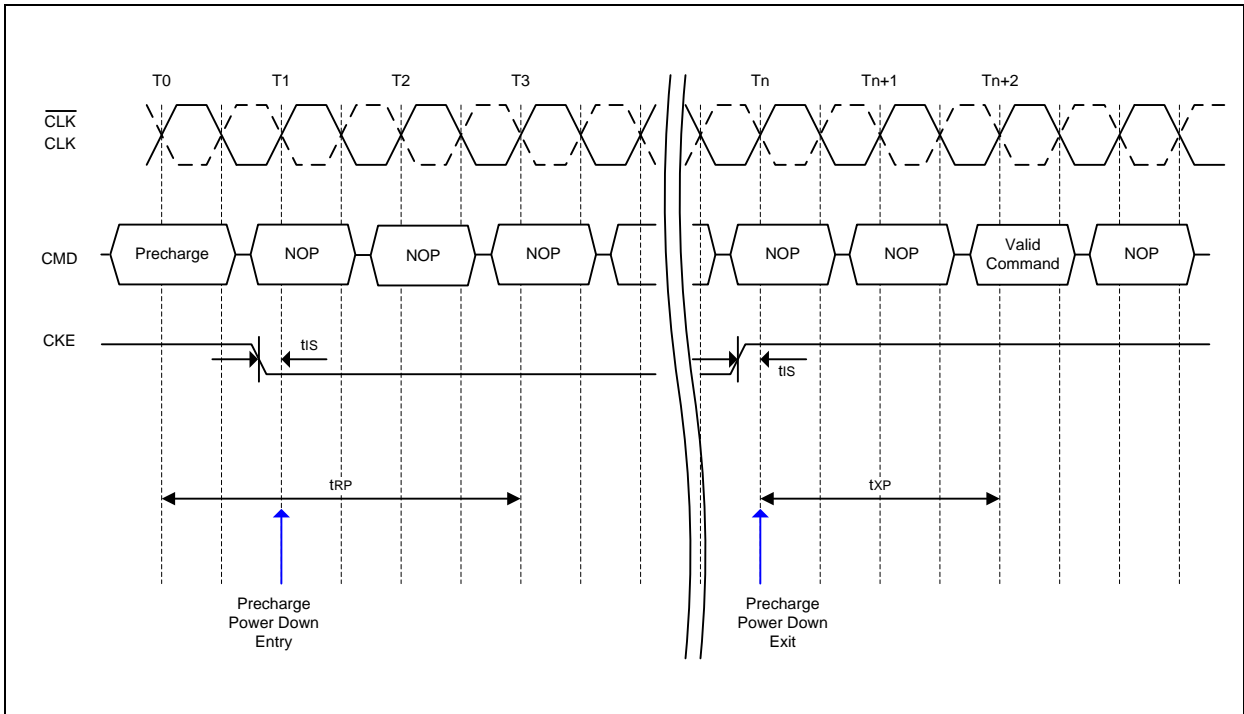 T0 T1 T2 T3 Tn Tn+1 Tn+2
CLK
CLK
CMD Precharge NOP NOP NOP NOP NOP Valid Command NOP
CKE
tIS
tIS
tRP
tXP
Precharge
Power Down
Entry
Precharge
Power Down
Exit